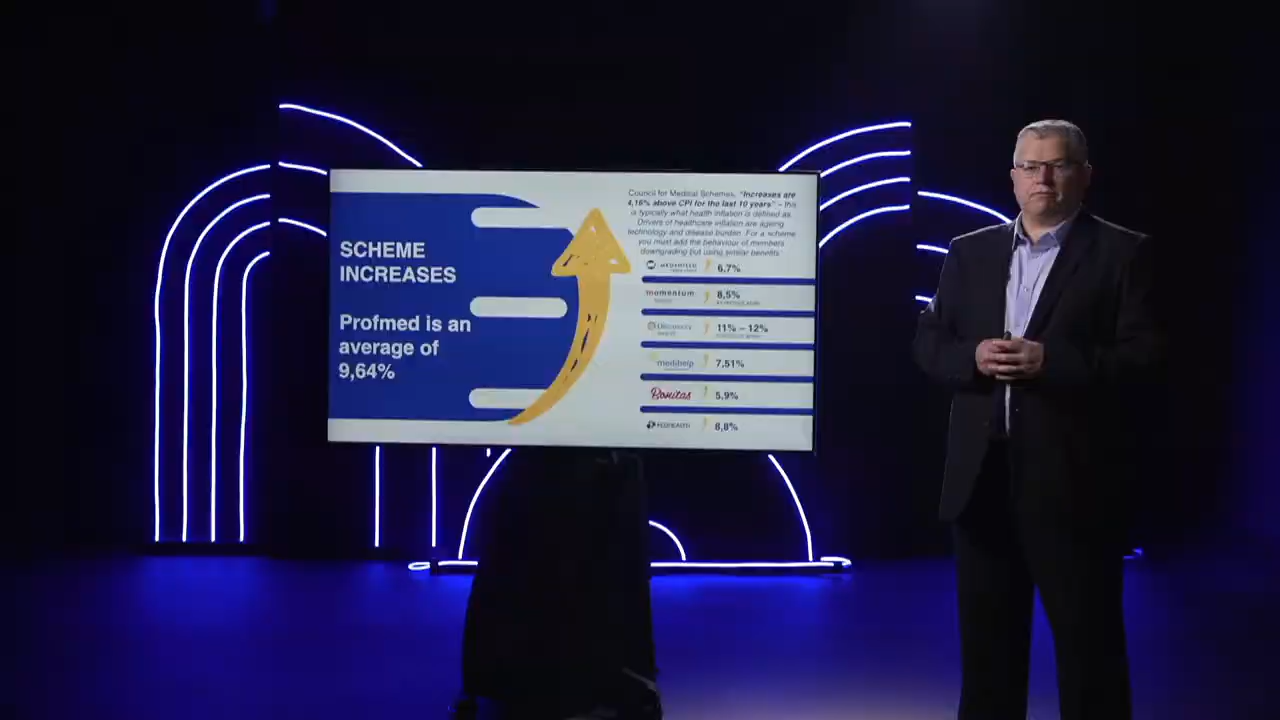 SCHEME
INCREASES
Profmed is an
average of
9,64%
Council for Medical Schemes, "Increases are
4,16% above CPI for the last 10 years" – this
is typically what health inflation is defined as.
Drivers of healthcare inflation are ageing
technology and disease burden. For a scheme
you must add the behaviour of members
downgrading but using similar benefits
6.7%
momentum
8,5%
Discovery
11% – 12%
medihelp
7,51%
Bonitas
5.9%
FEDHEALTH
8,8%